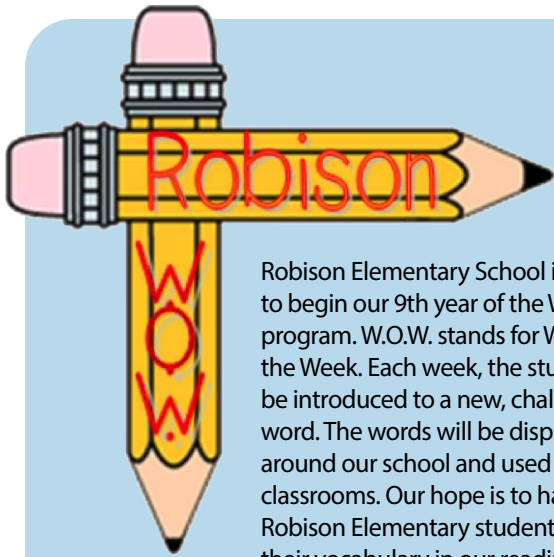 Robison
W.O.W.
Robison Elementary School i
to begin our 9th year of the W
program. W.O.W. stands for W
the Week. Each week, the stu
be introduced to a new, chal
word. The words will be disp
around our school and used
classrooms. Our hope is to ha
Robison Elementary student